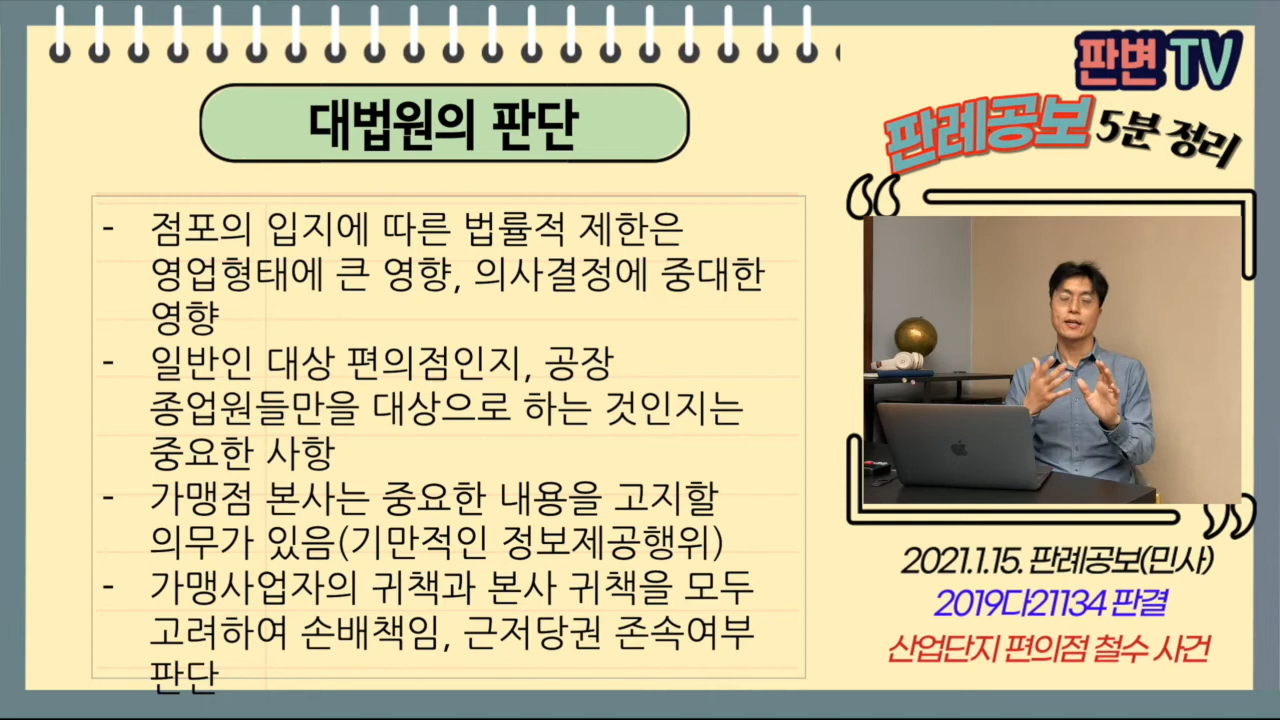 판변 TV
판례공보 5분 정리
대법원의 판단
- 점포의 입지에 따른 법률적 제한은
영업형태에 큰 영향, 의사결정에 중대한
영향
- 일반인 대상 편의점인지, 공장
종업원들만을 대상으로 하는 것인지는
중요한 사항
- 가맹점 본사는 중요한 내용을 고지할
의무가 있음(기만적인 정보제공행위)
- 가맹사업자의 귀책과 본사 귀책을 모두
고려하여 손배책임, 근저당권 존속여부
판단
2021.1.15. 판례공보(민사)
2019다21134 판결
산업단지 편의점 철수 사건